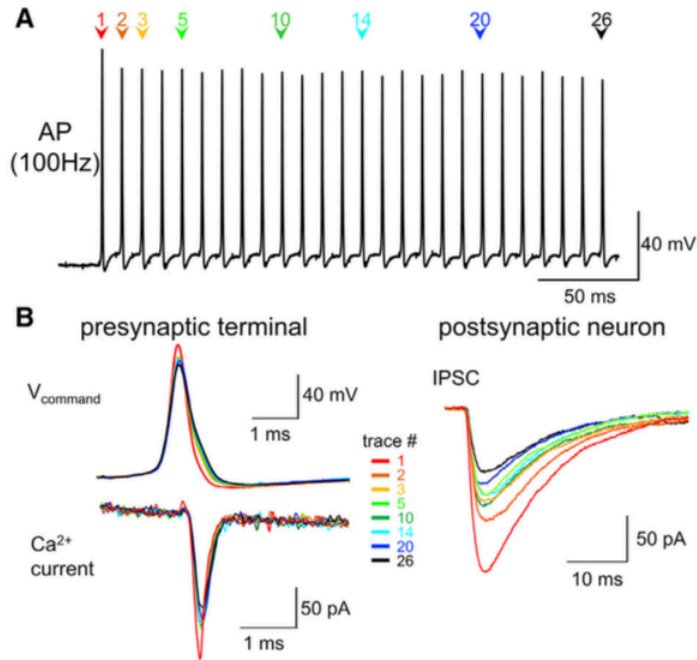 A
1 2 3 5 10 14 20 26
AP
(100Hz)
40 mV
50 ms
B
presynaptic terminal
postsynaptic neuron
Vcommand
40 mV
1 ms
IPSC
trace #
1
2
3
5
10
14
20
26
Ca2+
current
50 pA
1 ms
50 pA
10 ms